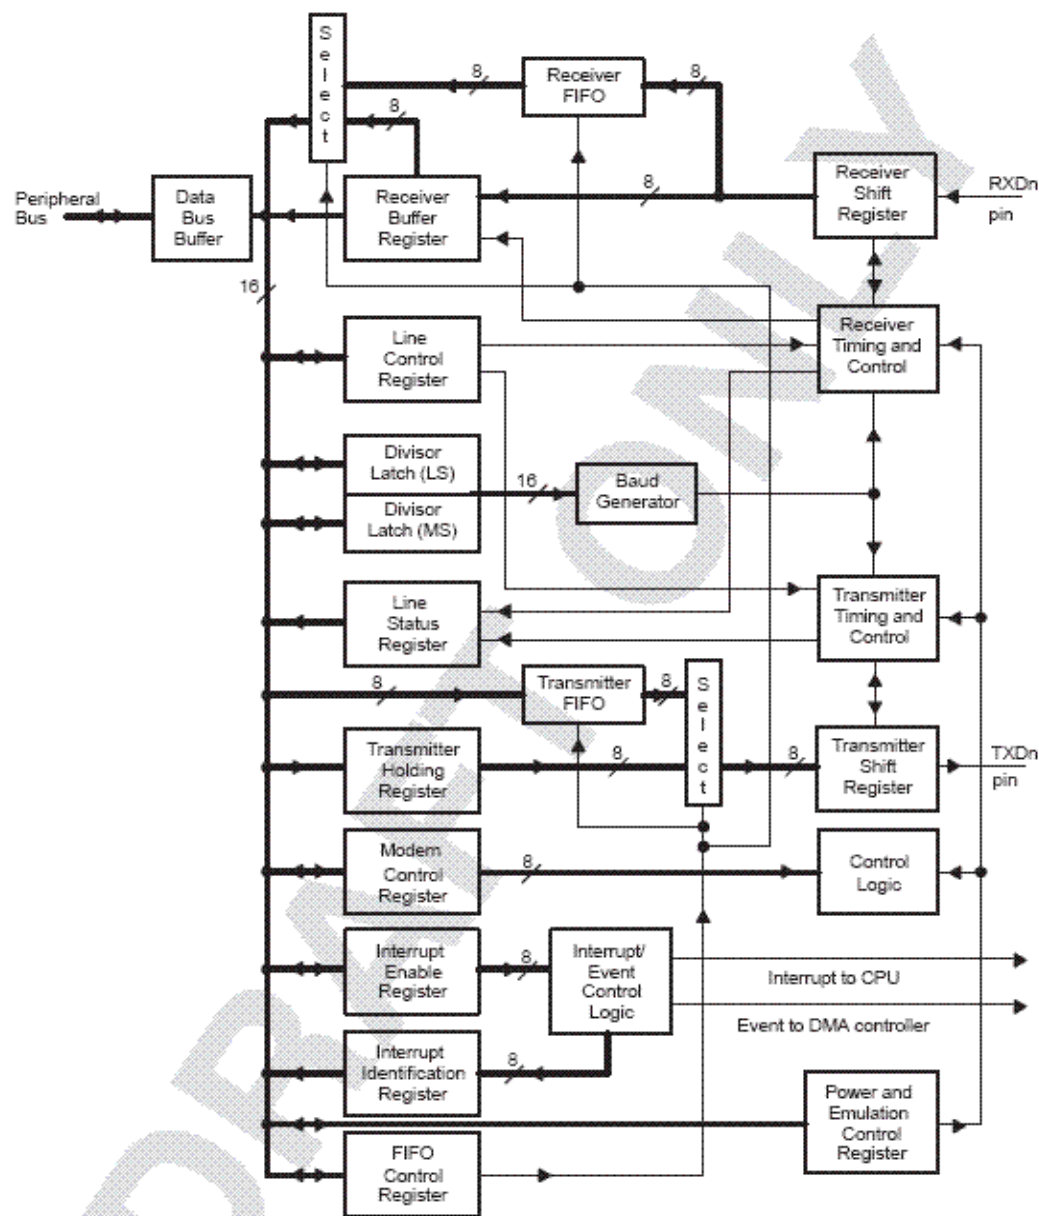 S
e
l
e
c
t
8
Receiver
FIFO
8
8
Peripheral
Bus
Data
Bus
Buffer
Receiver
Buffer
Register
8
Receiver
Shift
Register
RXDn
pin
16
Line
Control
Register
Receiver
Timing and
Control
Divisor
Latch (LS)
Divisor
Latch (MS)
16
Baud
Generator
Line
Status
Register
Transmitter
Timing and
Control
8
Transmitter
FIFO
8
S
e
l
e
c
t
Transmitter
Holding
Register
8
8
Transmitter
Shift
Register
TXDn
pin
Modem
Control
Register
8
Control
Logic
Interrupt
Enable
Register
8
Interrupt/
Event
Control
Logic
Interrupt to CPU
Event to DMA controller
Interrupt
Identification
Register
8
Power and
Emulation
Control
Register
FIFO
Control
Register
DRAFT ONLY